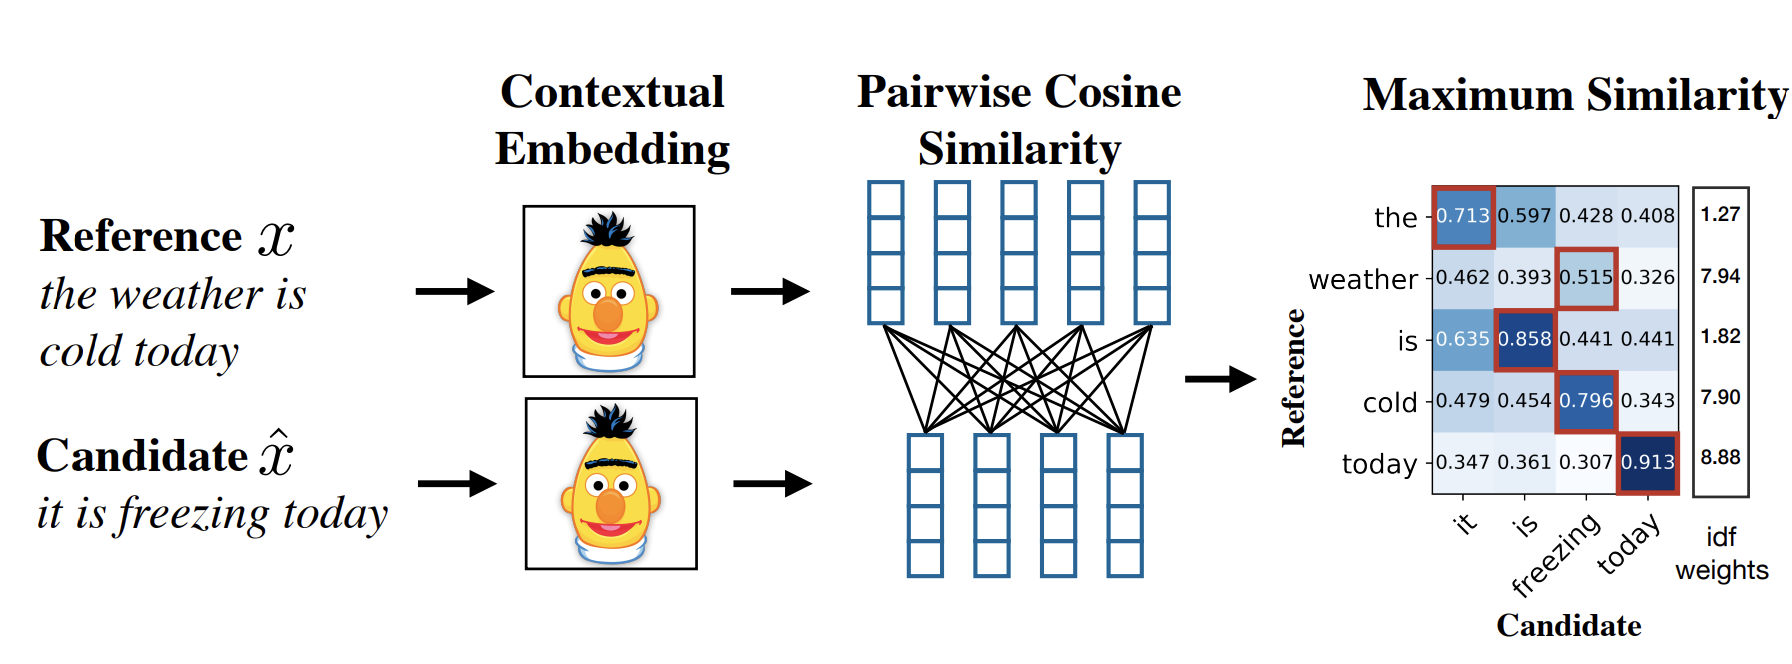 Contextual
Embedding
Pairwise Cosine
Similarity
Maximum Similarity
Reference x
the weather is
cold today
Candidate x̂
it is freezing today
Reference
the 0.713 0.597 0.428 0.408 1.27
weather 0.462 0.393 0.515 0.326 7.94
is 0.635 0.858 0.441 0.441 1.82
cold 0.479 0.454 0.796 0.343 7.90
today 0.347 0.361 0.307 0.913 8.88
it is freezing today
idf
weights
Candidate